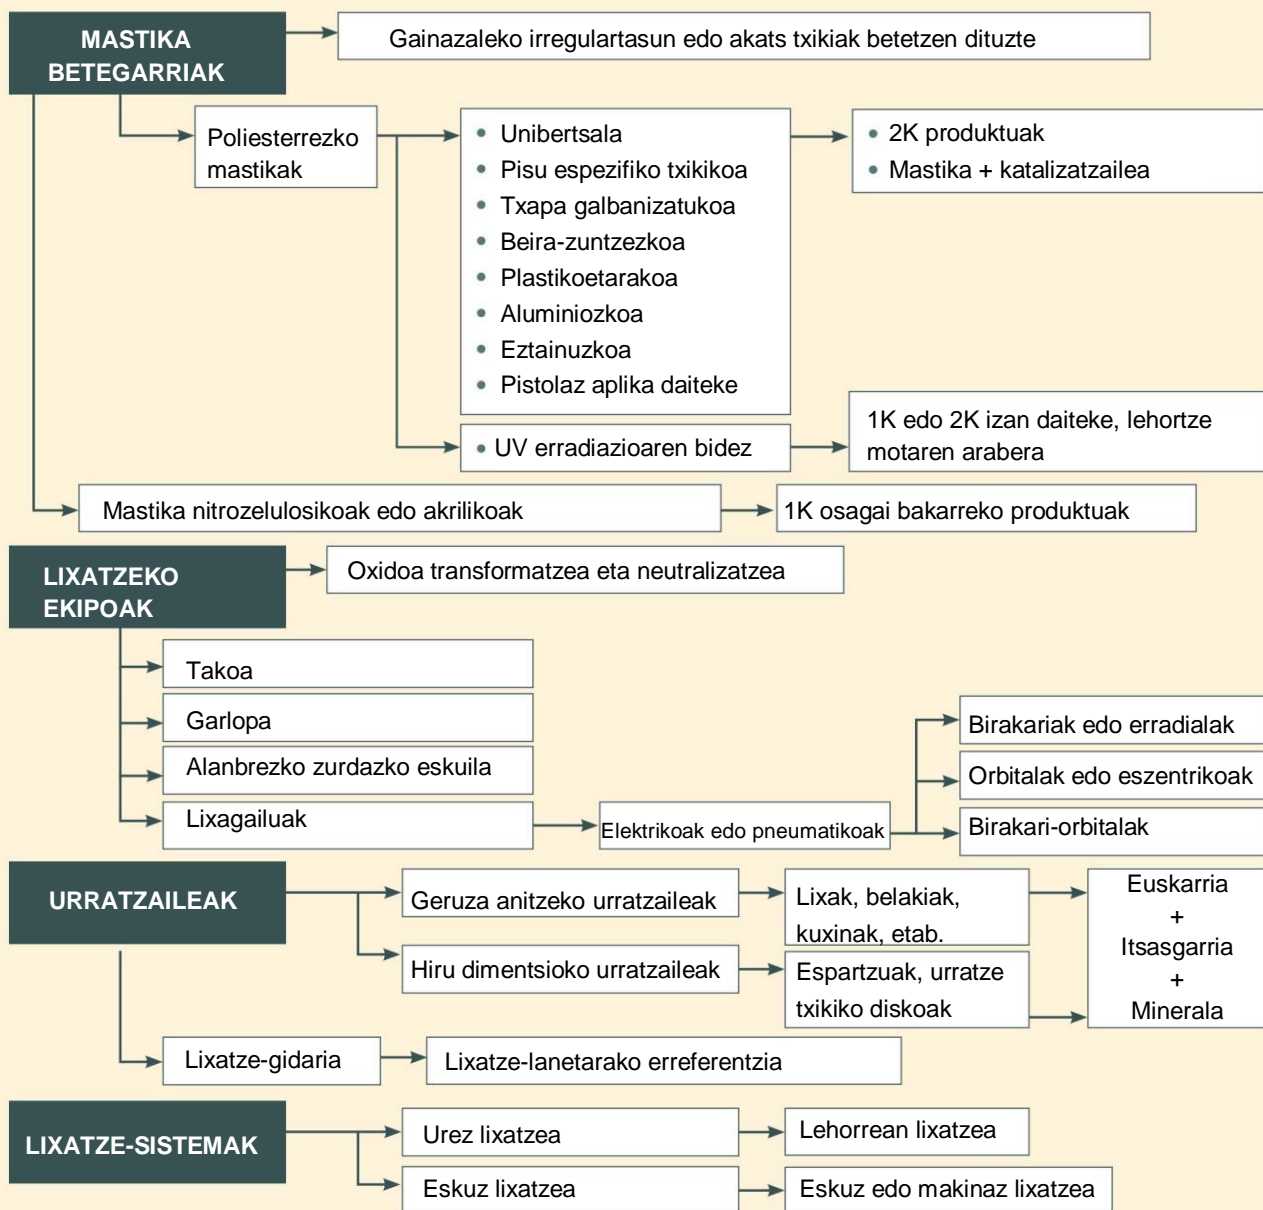 MASTIKA
BETEGARRIAK
Gainazaleko irregulartasun edo akats txikiak betetzen dituzte
Poliesterrezko
mastikak
• Unibertsala
• Pisu espezifiko txikikoa
• Txapa galbanizatukoa
• Beira-zuntzezkoa
• Plastikoetarakoa
• Aluminiozkoa
• Eztainuzkoa
• Pistolaz aplika daiteke
• 2K produktuak
• Mastika + katalizatzailea
• UV erradiazioaren bidez
1K edo 2K izan daiteke, lehortze
motaren arabera
Mastika nitrozelulosikoak edo akrilikoak
1K osagai bakarreko produktuak
LIXATZEKO
EKIPOAK
Oxidoa transformatzea eta neutralizatzea
Takoa
Garlopa
Alanbrezko zurdazko eskuila
Lixagailuak
Elektrikoak edo pneumatikoak
Birakariak edo erradialak
Orbitalak edo eszentrikoak
Birakari-orbitalak
URRATZAILEAK
Geruza anitzeko urratzaileak
Lixak, belakiak,
kuxinak, etab.
Hiru dimentsioko urratzaileak
Espartzuak, urratze
txikiko diskoak
Euskarria
+
Itsasgarria
+
Minerala
Lixatze-gidaria
Lixatze-lanetarako erreferentzia
LIXATZE-SISTEMAK
Urez lixatzea
Lehorrean lixatzea
Eskuz lixatzea
Eskuz edo makinaz lixatzea